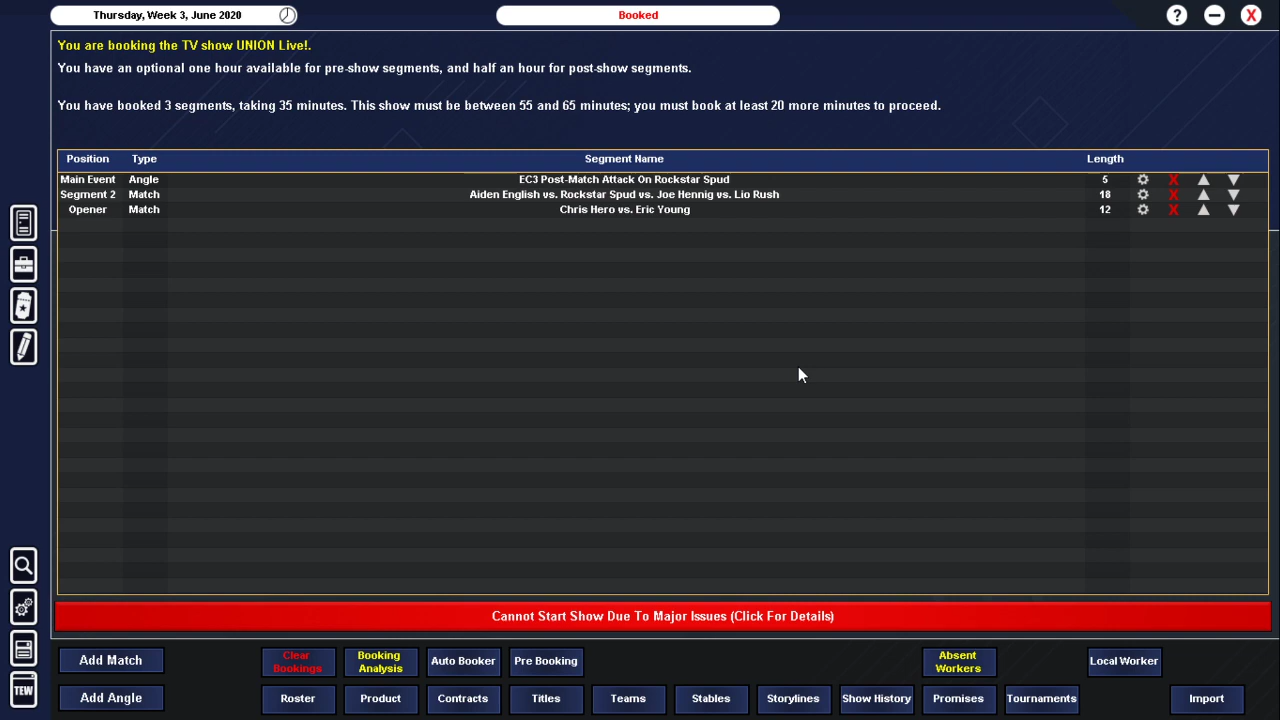 Thursday, Week 3, June 2020
Booked
?
X
You are booking the TV show UNION Live!.
You have an optional one hour available for pre-show segments, and half an hour for post-show segments.
You have booked 3 segments, taking 35 minutes. This show must be between 55 and 65 minutes; you must book at least 20 more minutes to proceed.
Position Type Segment Name Length
Main Event Angle EC3 Post-Match Attack On Rockstar Spud 5 X
Segment 2 Match Aiden English vs. Rockstar Spud vs. Joe Hennig vs. Lio Rush 18 X
Opener Match Chris Hero vs. Eric Young 12 X
Cannot Start Show Due To Major Issues (Click For Details)
Add Match
Clear Bookings
Booking Analysis
Auto Booker
Pre Booking
Absent Workers
Local Worker
TEW
Add Angle
Roster
Product
Contracts
Titles
Teams
Stables
Storylines
Show History
Promises
Tournaments
Import